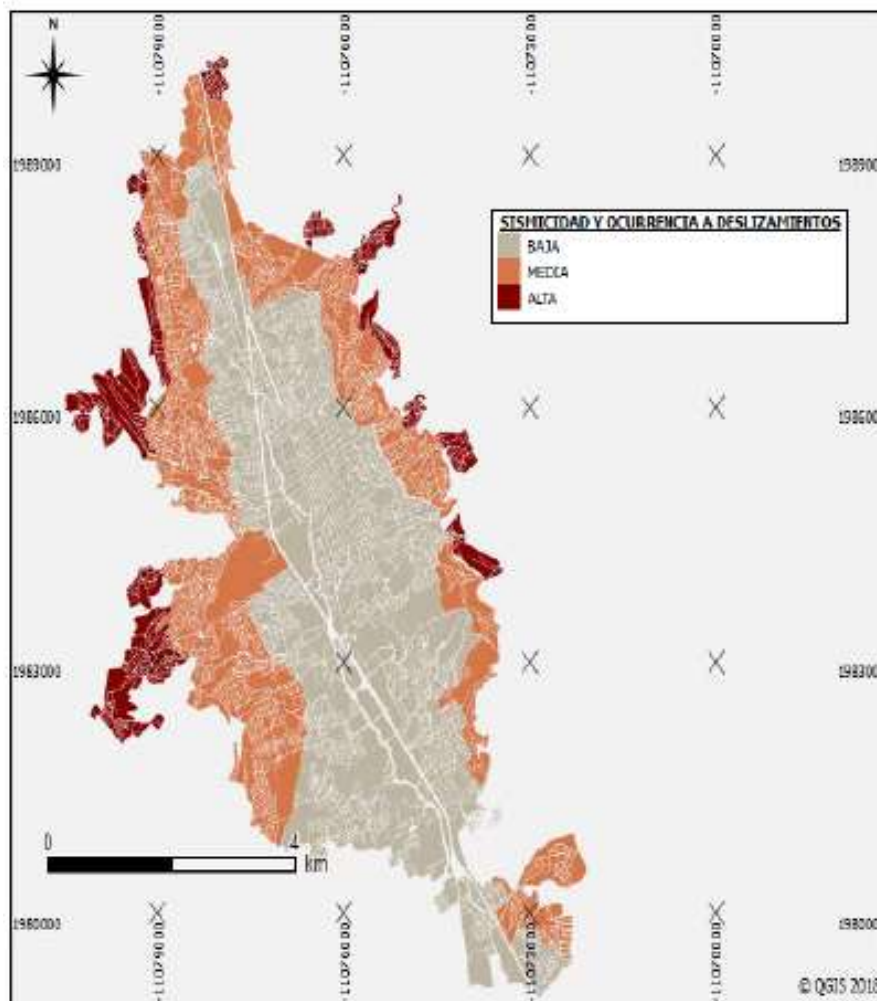 N
1989000
1989000
SISMICIDAD Y OCURRENCIA A DESLIZAMIENTOS
BAJA
MEDIA
ALTA
1986000
1986000
1983000
1983000
0 4
km
1980000
1980000
© QGIS 2018